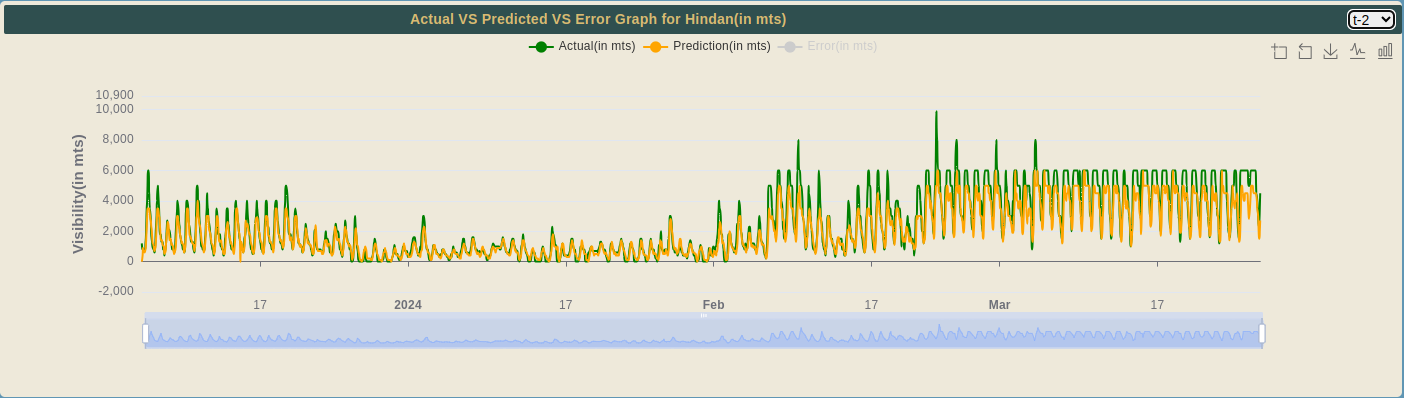 Actual VS Predicted VS Error Graph for Hindan(in mts)
t-2
Actual(in mts) Prediction(in mts) Error(in mts)
Visibility(in mts)
10,900
10,000
8,000
6,000
4,000
2,000
0
-2,000
17 2024 17 Feb 17 Mar 17